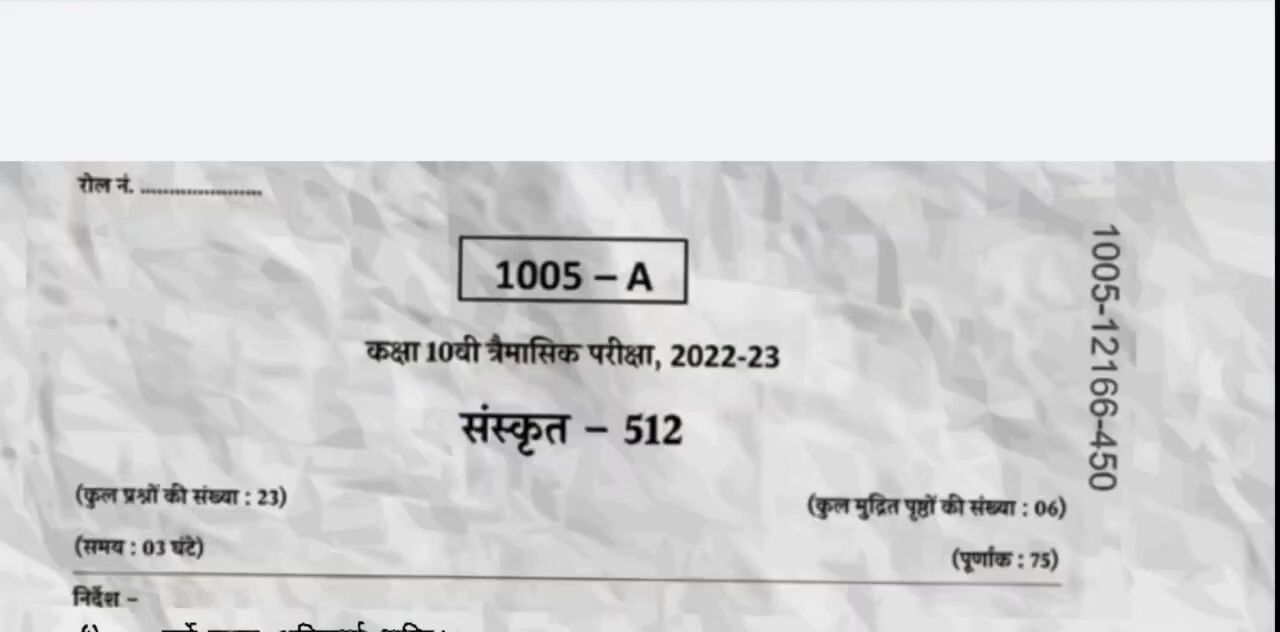 रोल नं. ......................
1005 – A
1005-12166-450
कक्षा 10वी त्रैमासिक परीक्षा, 2022-23
संस्कृत – 512
(कुल प्रश्नों की संख्या : 23)
(कुल मुद्रित पृष्ठों की संख्या : 06)
(समय : 03 घंटे)
(पूर्णांक : 75)
निर्देश –